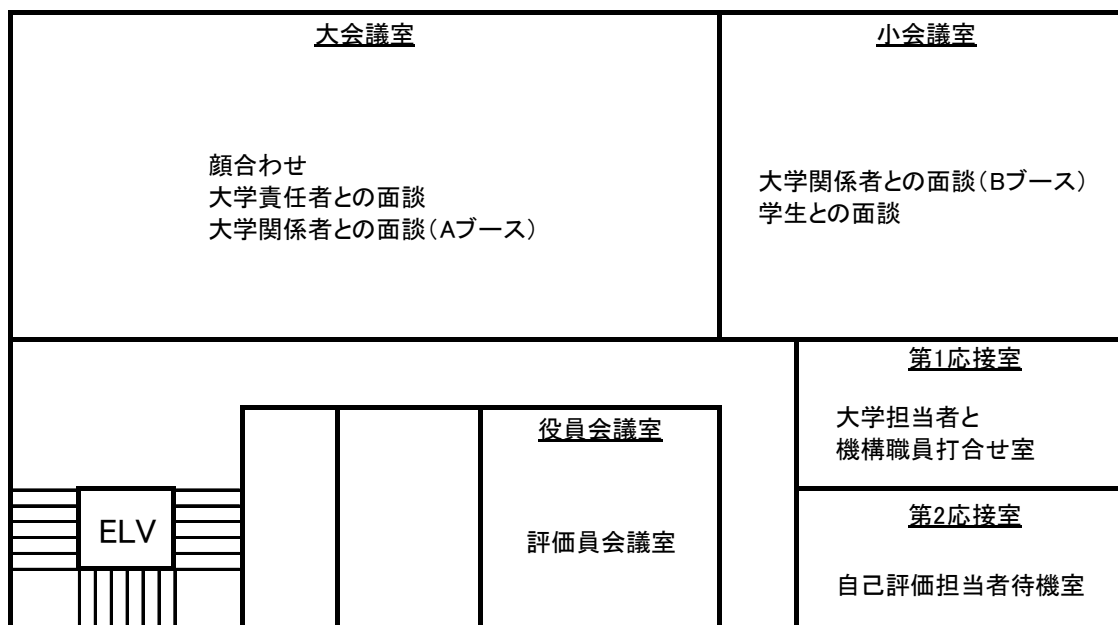 大会議室
顔合わせ
大学責任者との面談
大学関係者との面談(Aブース)
小会議室
大学関係者との面談(Bブース)
学生との面談
第1応接室
大学担当者と
機構職員打合せ室
役員会議室
評価員会議室
第2応接室
自己評価担当者待機室
ELV